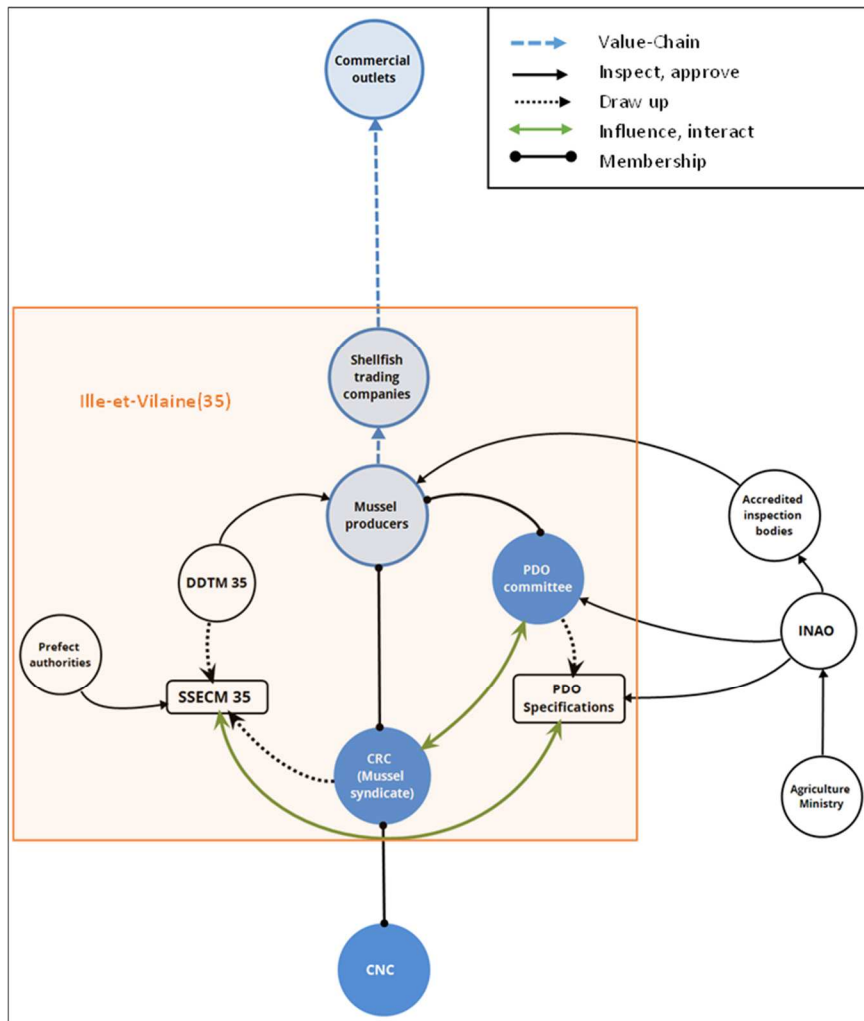 Commercial
outlets
Value-Chain
Inspect, approve
Draw up
Influence, interact
Membership
Shellfish
trading
companies
Ille-et-Vilaine(35)
Mussel
producers
Accredited
inspection
bodies
DDTM 35
PDO
committee
Prefect
authorities
INAO
SSECM 35
PDO
Specifications
CRC
(Mussel
syndicate)
Agriculture
Ministry
CNC